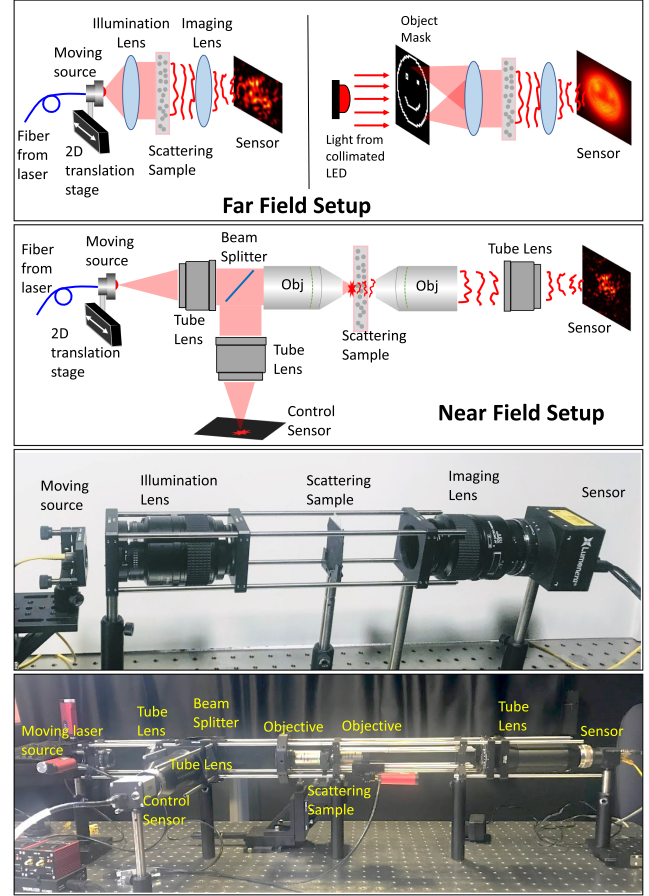 Illumination
Lens
Imaging
Lens
Moving
source
Fiber
from
laser
2D
translation
stage
Scattering
Sample
Sensor
Object
Mask
Light from
collimated
LED
Sensor
Far Field Setup
Fiber
from
laser
Moving
source
Beam
Splitter
Tube Lens
Obj
Obj
2D
translation
stage
Tube
Lens
Scattering
Sample
Sensor
Tube
Lens
Control
Sensor
Near Field Setup
Moving
source
Illumination
Lens
Scattering
Sample
Imaging
Lens
Sensor
Lumenera
Moving laser
source
Tube
Lens
Beam
Splitter
Objective
Objective
Tube
Lens
Sensor
Tube Lens
Control
Sensor
Scattering
Sample